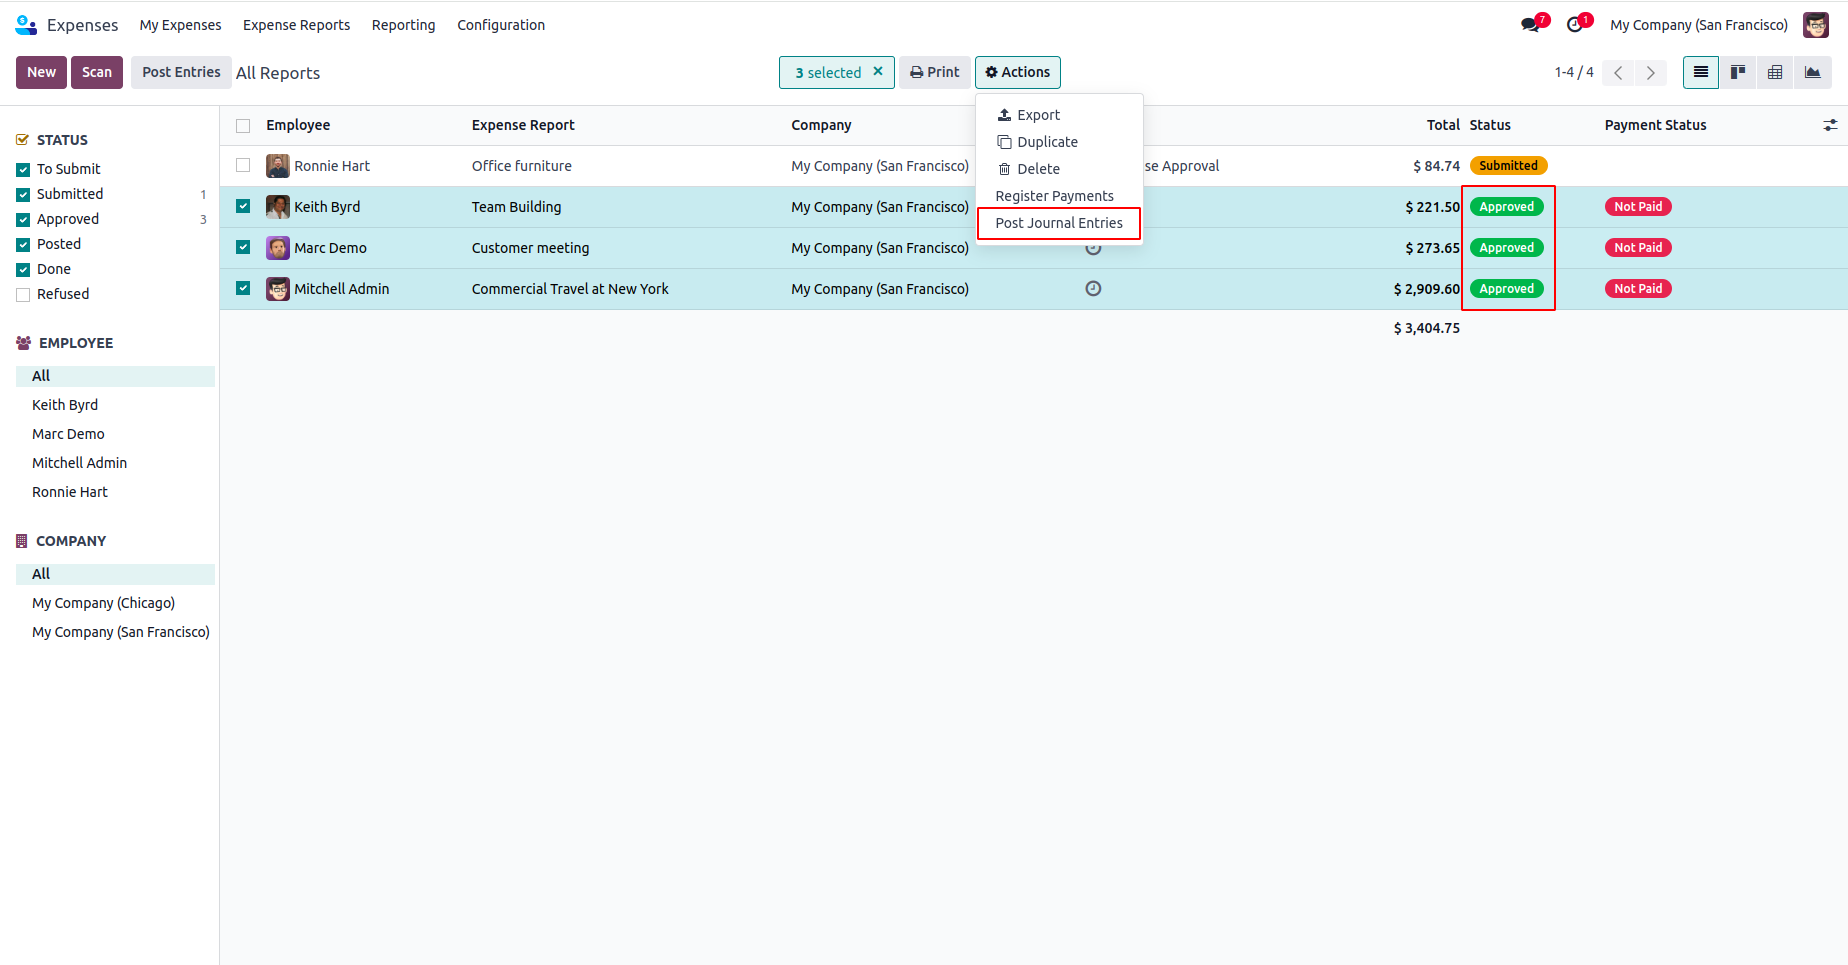 Expenses My Expenses Expense Reports Reporting Configuration 7 1 My Company (San Francisco)
New Scan Post Entries All Reports 3 selected × Print Actions 1-4 / 4
Export
Duplicate
Delete
Register Payments
Post Journal Entries
STATUS
To Submit
Submitted 1
Approved 3
Posted
Done
Refused
EMPLOYEE
All
Keith Byrd
Marc Demo
Mitchell Admin
Ronnie Hart
COMPANY
All
My Company (Chicago)
My Company (San Francisco)
Employee Expense Report Company Total Status Payment Status
Ronnie Hart Office furniture My Company (San Francisco) se Approval $ 84.74 Submitted
Keith Byrd Team Building My Company (San Francisco) $ 221.50 Approved Not Paid
Marc Demo Customer meeting My Company (San Francisco) $ 273.65 Approved Not Paid
Mitchell Admin Commercial Travel at New York My Company (San Francisco) $ 2,909.60 Approved Not Paid
$ 3,404.75